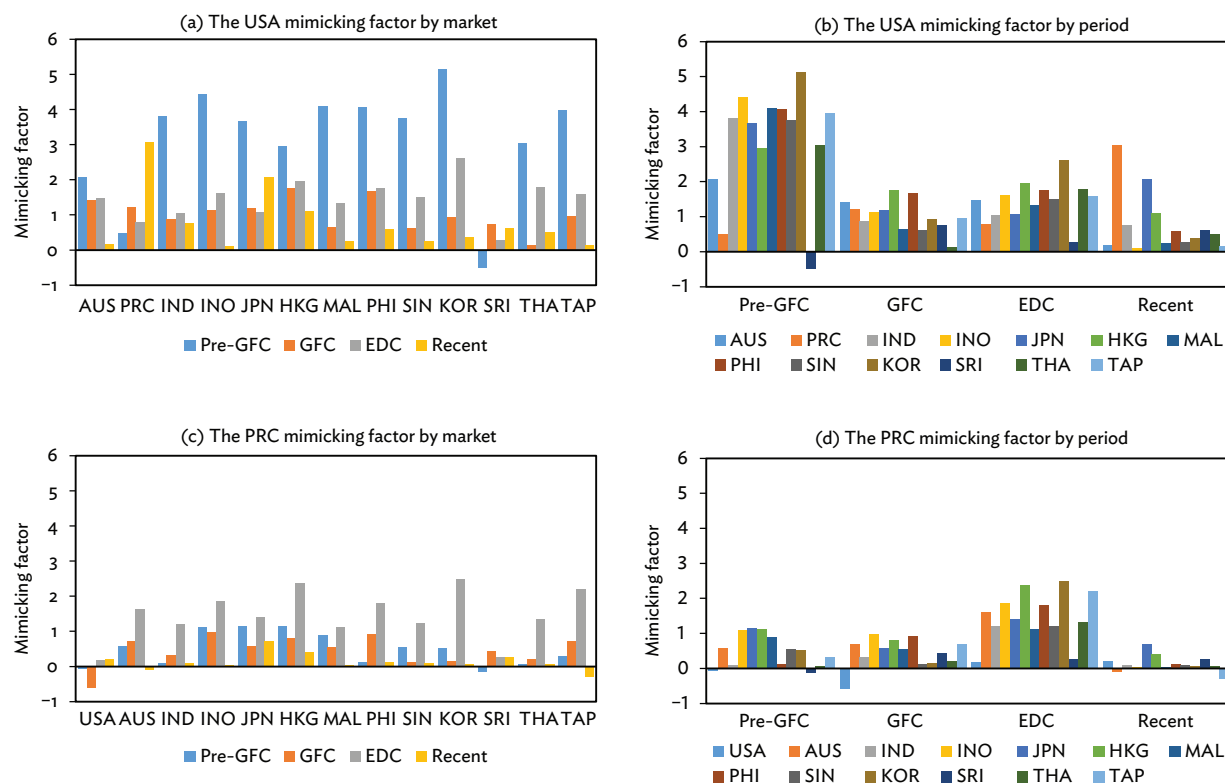 (a) The USA mimicking factor by market
Mimicking factor
6
5
4
3
2
1
0
−1
AUS PRC IND INO JPN HKG MAL PHI SIN KOR SRI THA TAP
Pre-GFC GFC EDC Recent
(b) The USA mimicking factor by period
Mimicking factor
6
5
4
3
2
1
0
−1
Pre-GFC GFC EDC Recent
AUS PRC IND INO JPN HKG MAL
PHI SIN KOR SRI THA TAP
(c) The PRC mimicking factor by market
Mimicking factor
6
5
4
3
2
1
0
−1
USA AUS IND INO JPN HKG MAL PHI SIN KOR SRI THA TAP
Pre-GFC GFC EDC Recent
(d) The PRC mimicking factor by period
Mimicking factor
6
5
4
3
2
1
0
−1
Pre-GFC GFC EDC Recent
USA AUS IND INO JPN HKG MAL
PHI SIN KOR SRI THA TAP